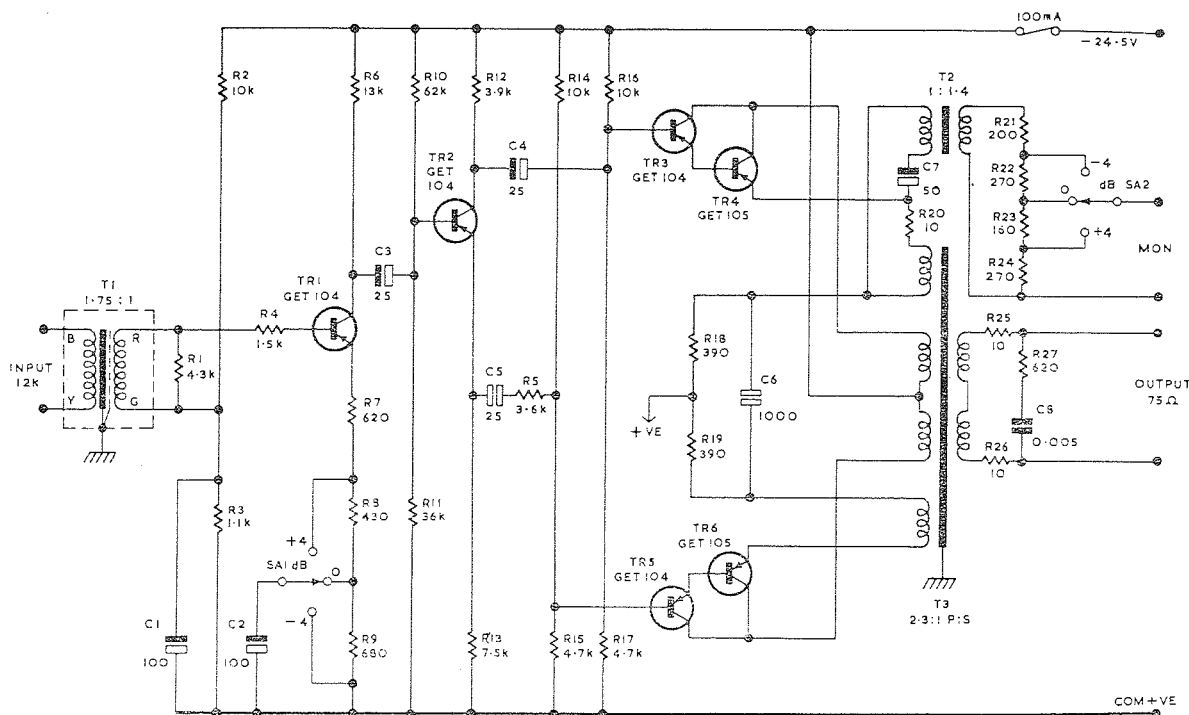 100mA
-24·5V
R2
10k
R6
13k
R10
62k
R12
3·9k
R14
10k
R16
10k
T2
1:1·4
R21
200
C4
25
TR2
GET
104
TR3
GET 104
TR4
GET 105
C7
50
R22
270
-4
0
dB SA2
R20
10
R23
160
+4
MON
R24
270
C3
25
TR1
GET 104
T1
1·75:1
B
R
R4
1·5k
R1
4·3k
INPUT
12k
Y
G
R18
390
R25
10
R27
620
OUTPUT
75Ω
C5
25
R5
3·6k
R7
620
C6
1000
+VE
R19
390
C8
0·005
R26
10
R3
1·1k
R8
430
R11
36k
+4
SA1 dB
0
-4
TR6
GET 105
TR5
GET 104
T3
2·3:1 P:S
C1
100
C2
100
R9
680
R13
7·5k
R15
4·7k
R17
4·7k
COM+VE